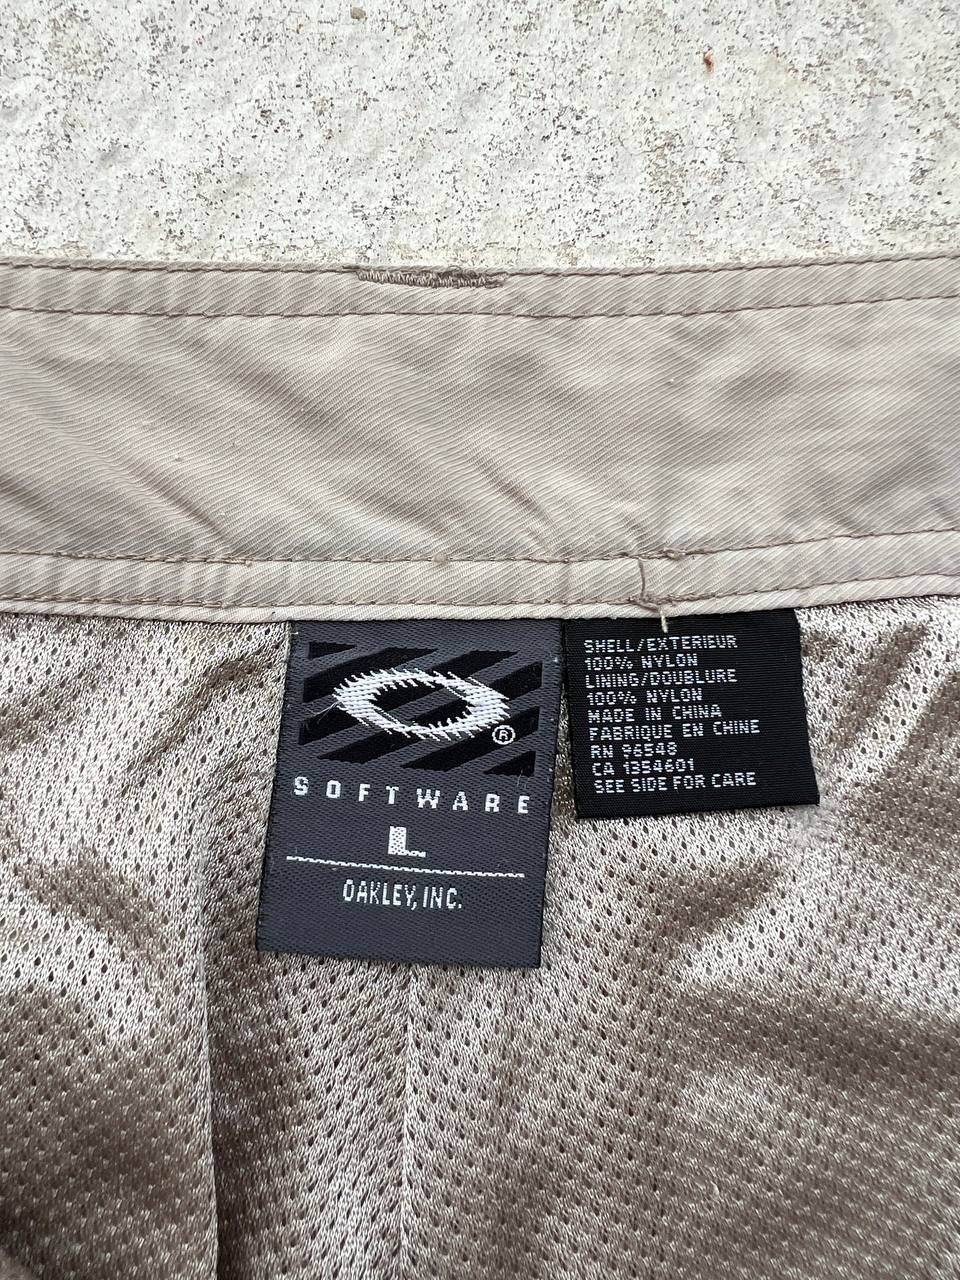 ®
SOFTWARE
L
OAKLEY, INC.
SHELL/EXTERIEUR
100% NYLON
LINING/DOUBLURE
100% NYLON
MADE IN CHINA
FABRIQUE EN CHINE
RN 96548
CA 1354601
SEE SIDE FOR CARE